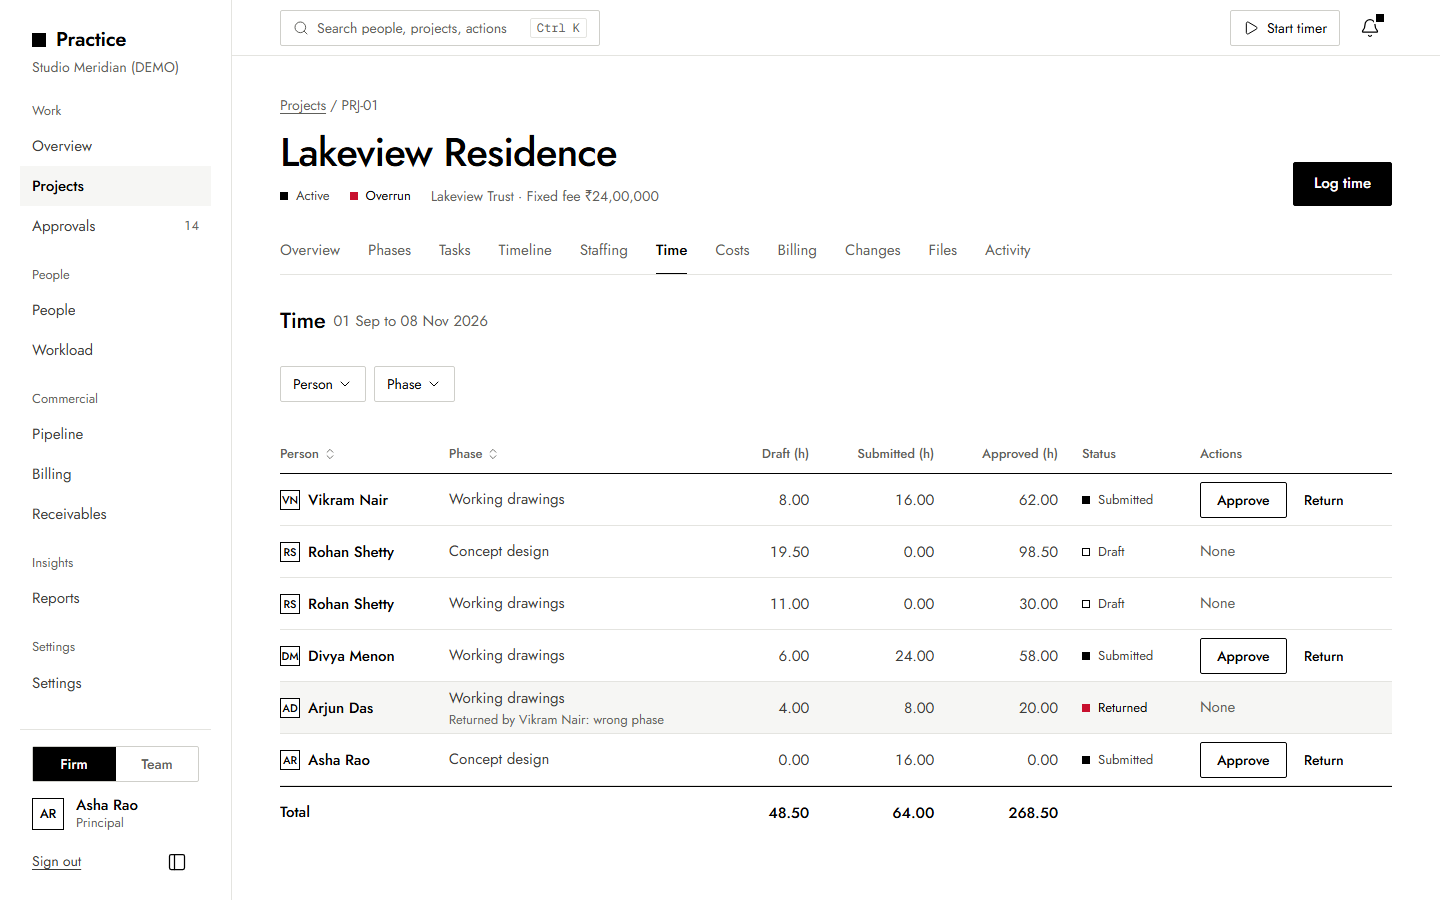 Practice
Studio Meridian (DEMO)
Work
Overview
Projects
Approvals 14
People
People
Workload
Commercial
Pipeline
Billing
Receivables
Insights
Reports
Settings
Settings
Firm Team
AR Asha Rao
Principal
Sign out
Search people, projects, actions Ctrl K
Start timer
Projects / PRJ-01
Lakeview Residence
Active Overrun Lakeview Trust · Fixed fee ₹24,00,000
Log time
Overview Phases Tasks Timeline Staffing Time Costs Billing Changes Files Activity
Time 01 Sep to 08 Nov 2026
Person Phase
Person Phase Draft (h) Submitted (h) Approved (h) Status Actions
VN Vikram Nair Working drawings 8.00 16.00 62.00 Submitted Approve Return
RS Rohan Shetty Concept design 19.50 0.00 98.50 Draft None
RS Rohan Shetty Working drawings 11.00 0.00 30.00 Draft None
DM Divya Menon Working drawings 6.00 24.00 58.00 Submitted Approve Return
AD Arjun Das Working drawings 4.00 8.00 20.00 Returned None
Returned by Vikram Nair: wrong phase
AR Asha Rao Concept design 0.00 16.00 0.00 Submitted Approve Return
Total 48.50 64.00 268.50